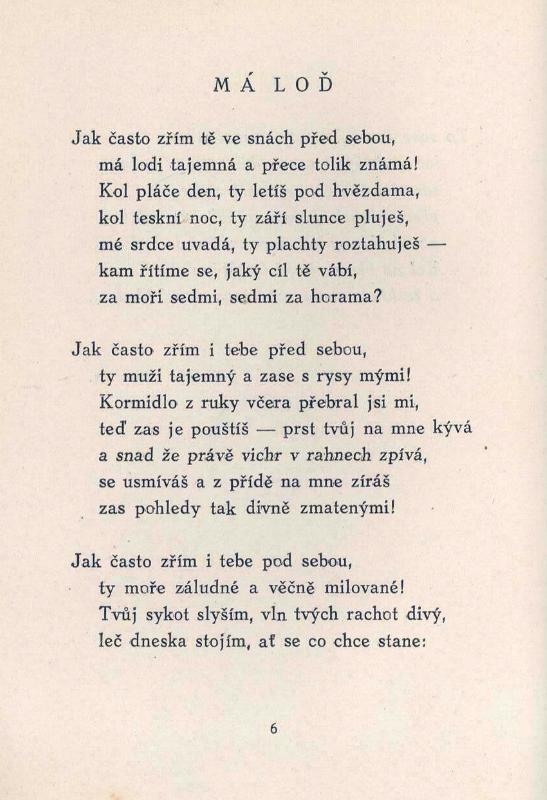 MÁ LOĎ
Jak často zřím tě ve snách před sebou,
má lodi tajemná a přece tolik známá!
Kol pláče den, ty letíš pod hvězdama,
kol teskní noc, ty září slunce pluješ,
mé srdce uvadá, ty plachty roztahuješ —
kam řítíme se, jaký cíl tě vábí,
za moři sedmi, sedmi za horama?
Jak často zřím i tebe před sebou,
ty muži tajemný a zase s rysy mými!
Kormidlo z ruky včera přebral jsi mi,
teď zas je pouštíš — prst tvůj na mne kývá
a snad že právě vichr v rahnech zpívá,
se usmíváš a z přídě na mne zíráš
zas pohledy tak divně zmatenými!
Jak často zřím i tebe pod sebou,
ty moře záludné a věčně milované!
Tvůj sykot slyším, vln tvých rachot divý,
leč dneska stojím, ať se co chce stane:
6